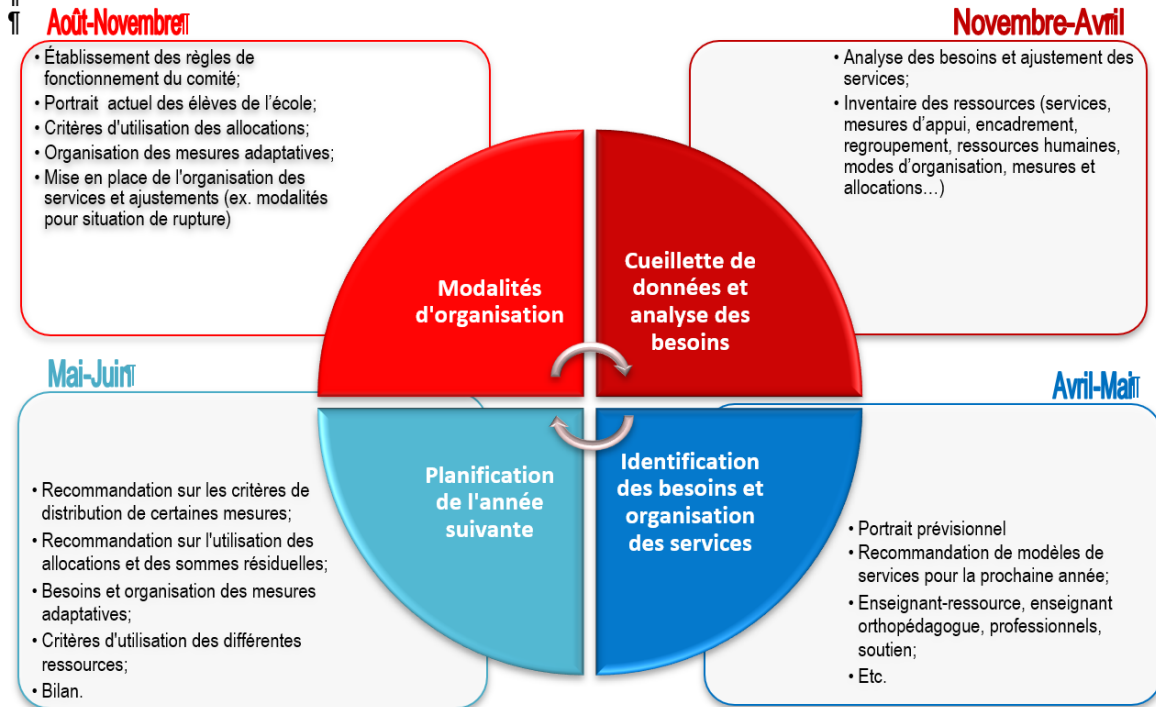 ¶
¶
Août-Novembre¶
• Établissement des règles de
fonctionnement du comité;
• Portrait actuel des élèves de l'école;
• Critères d'utilisation des allocations;
• Organisation des mesures adaptatives;
• Mise en place de l'organisation des
services et ajustements (ex. modalités
pour situation de rupture)
Novembre-Avril
• Analyse des besoins et ajustement des
services;
• Inventaire des ressources (services,
mesures d'appui, encadrement,
regroupement, ressources humaines,
modes d'organisation, mesures et
allocations…)
Modalités
d'organisation
Cueillette de
données et
analyse des
besoins
Mai-Juin¶
• Recommandation sur les critères de
distribution de certaines mesures;
• Recommandation sur l'utilisation des
allocations et des sommes résiduelles;
• Besoins et organisation des mesures
adaptatives;
• Critères d'utilisation des différentes
ressources;
• Bilan.
Planification
de l'année
suivante
Identification
des besoins et
organisation
des services
Avril-Mai¶
• Portrait prévisionnel
• Recommandation de modèles de
services pour la prochaine année;
• Enseignant-ressource, enseignant
orthopédagogue, professionnels,
soutien;
• Etc.